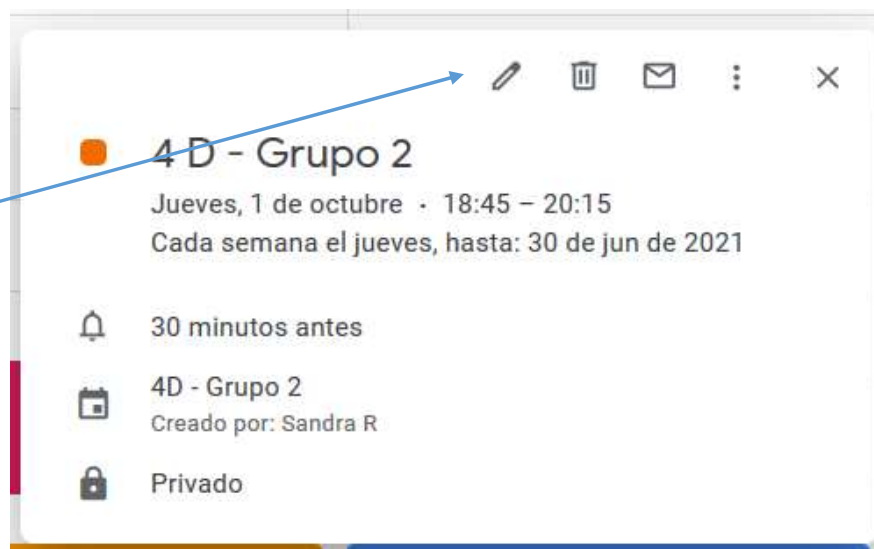 4 D - Grupo 2
Jueves, 1 de octubre · 18:45 – 20:15
Cada semana el jueves, hasta: 30 de jun de 2021
30 minutos antes
4D - Grupo 2
Creado por: Sandra R
Privado